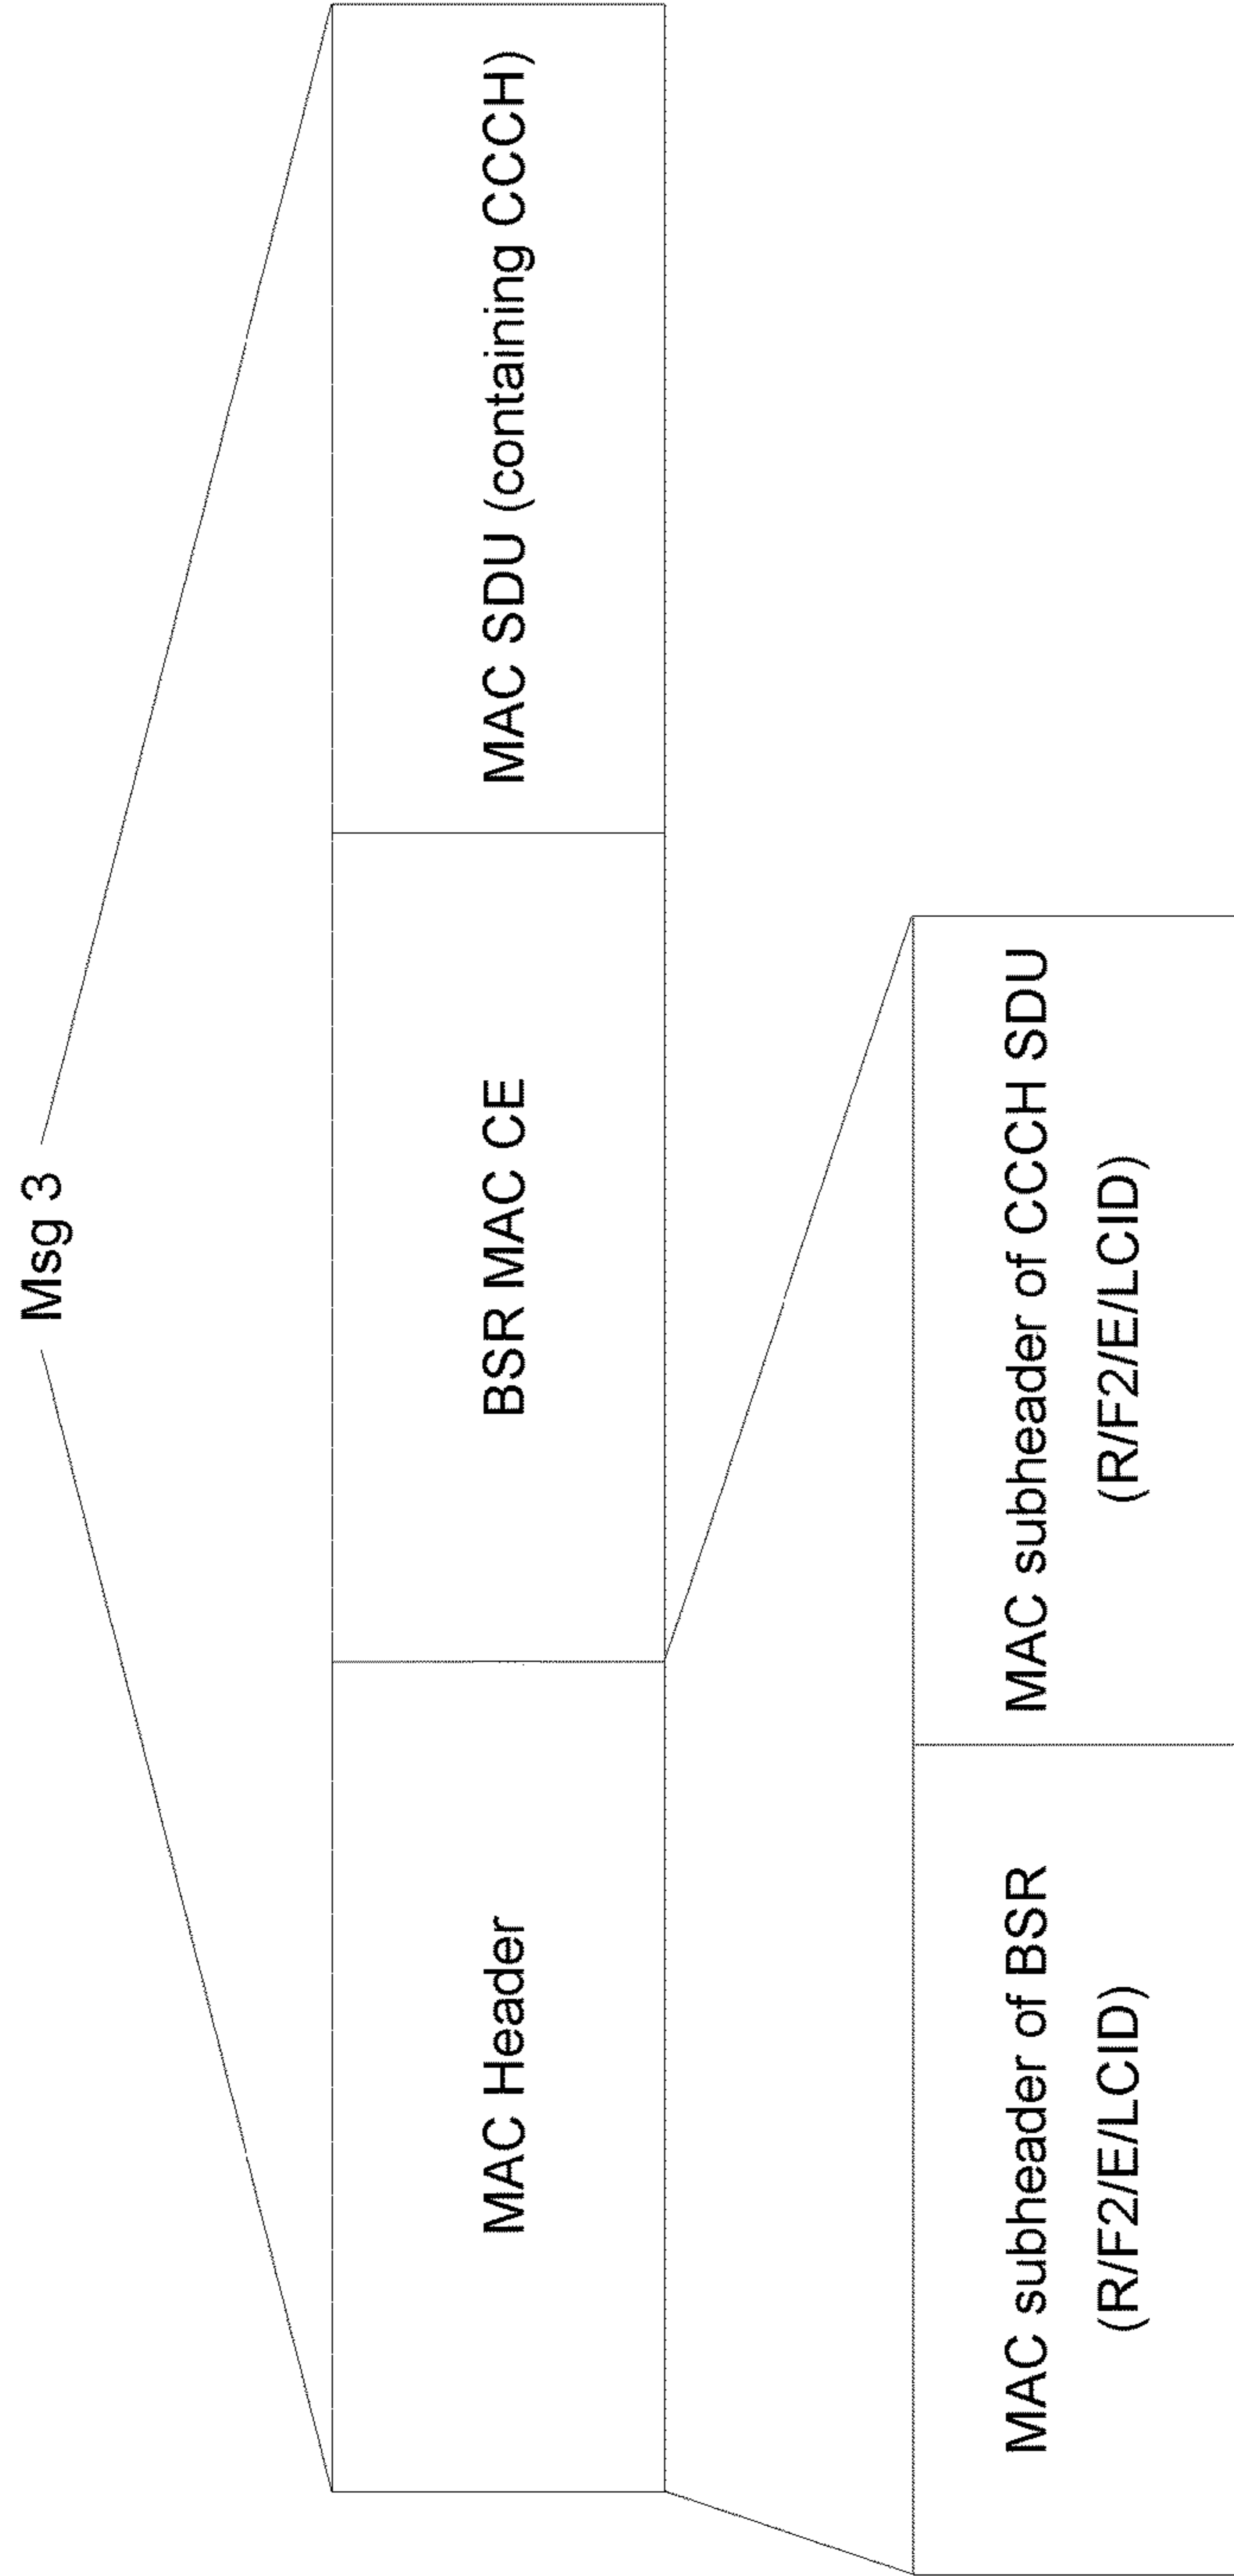 Msg 3
MAC Header
BSR MAC CE
MAC SDU (containing CCCH)
MAC subheader of BSR
(R/F2/E/LCID)
MAC subheader of CCCH SDU
(R/F2/E/LCID)